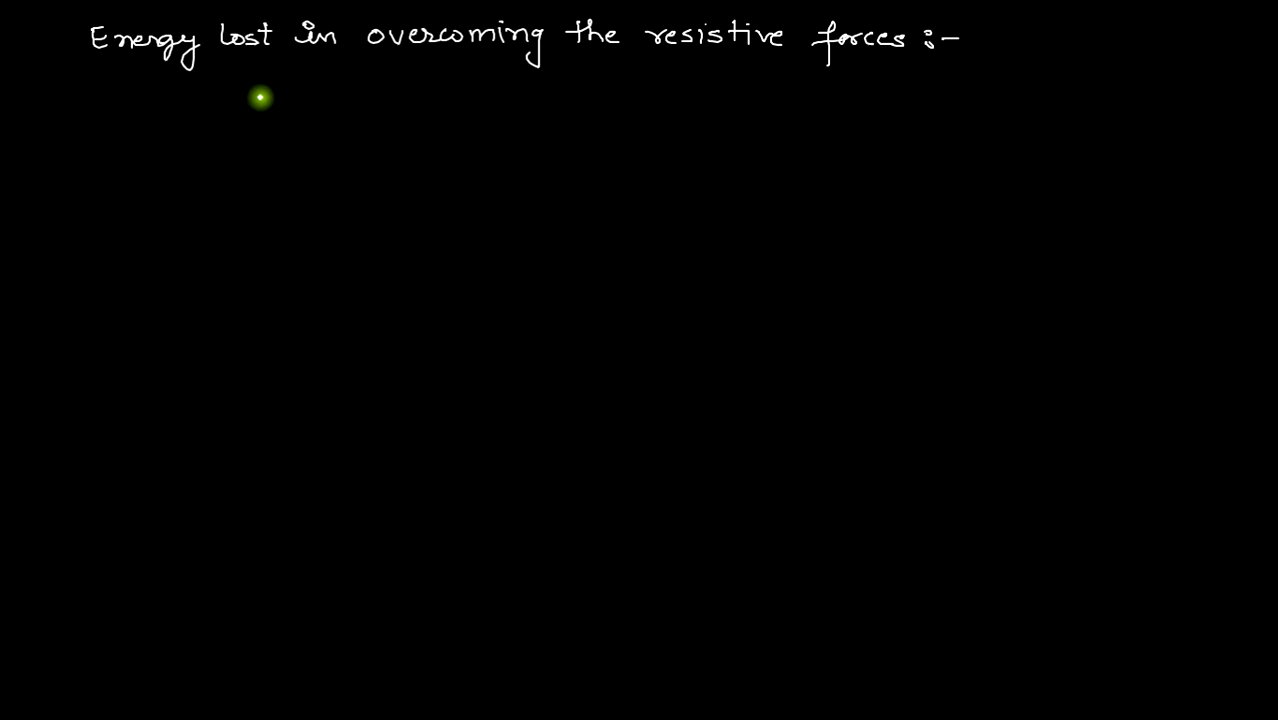 Energy lost in overcoming the resistive forces :-